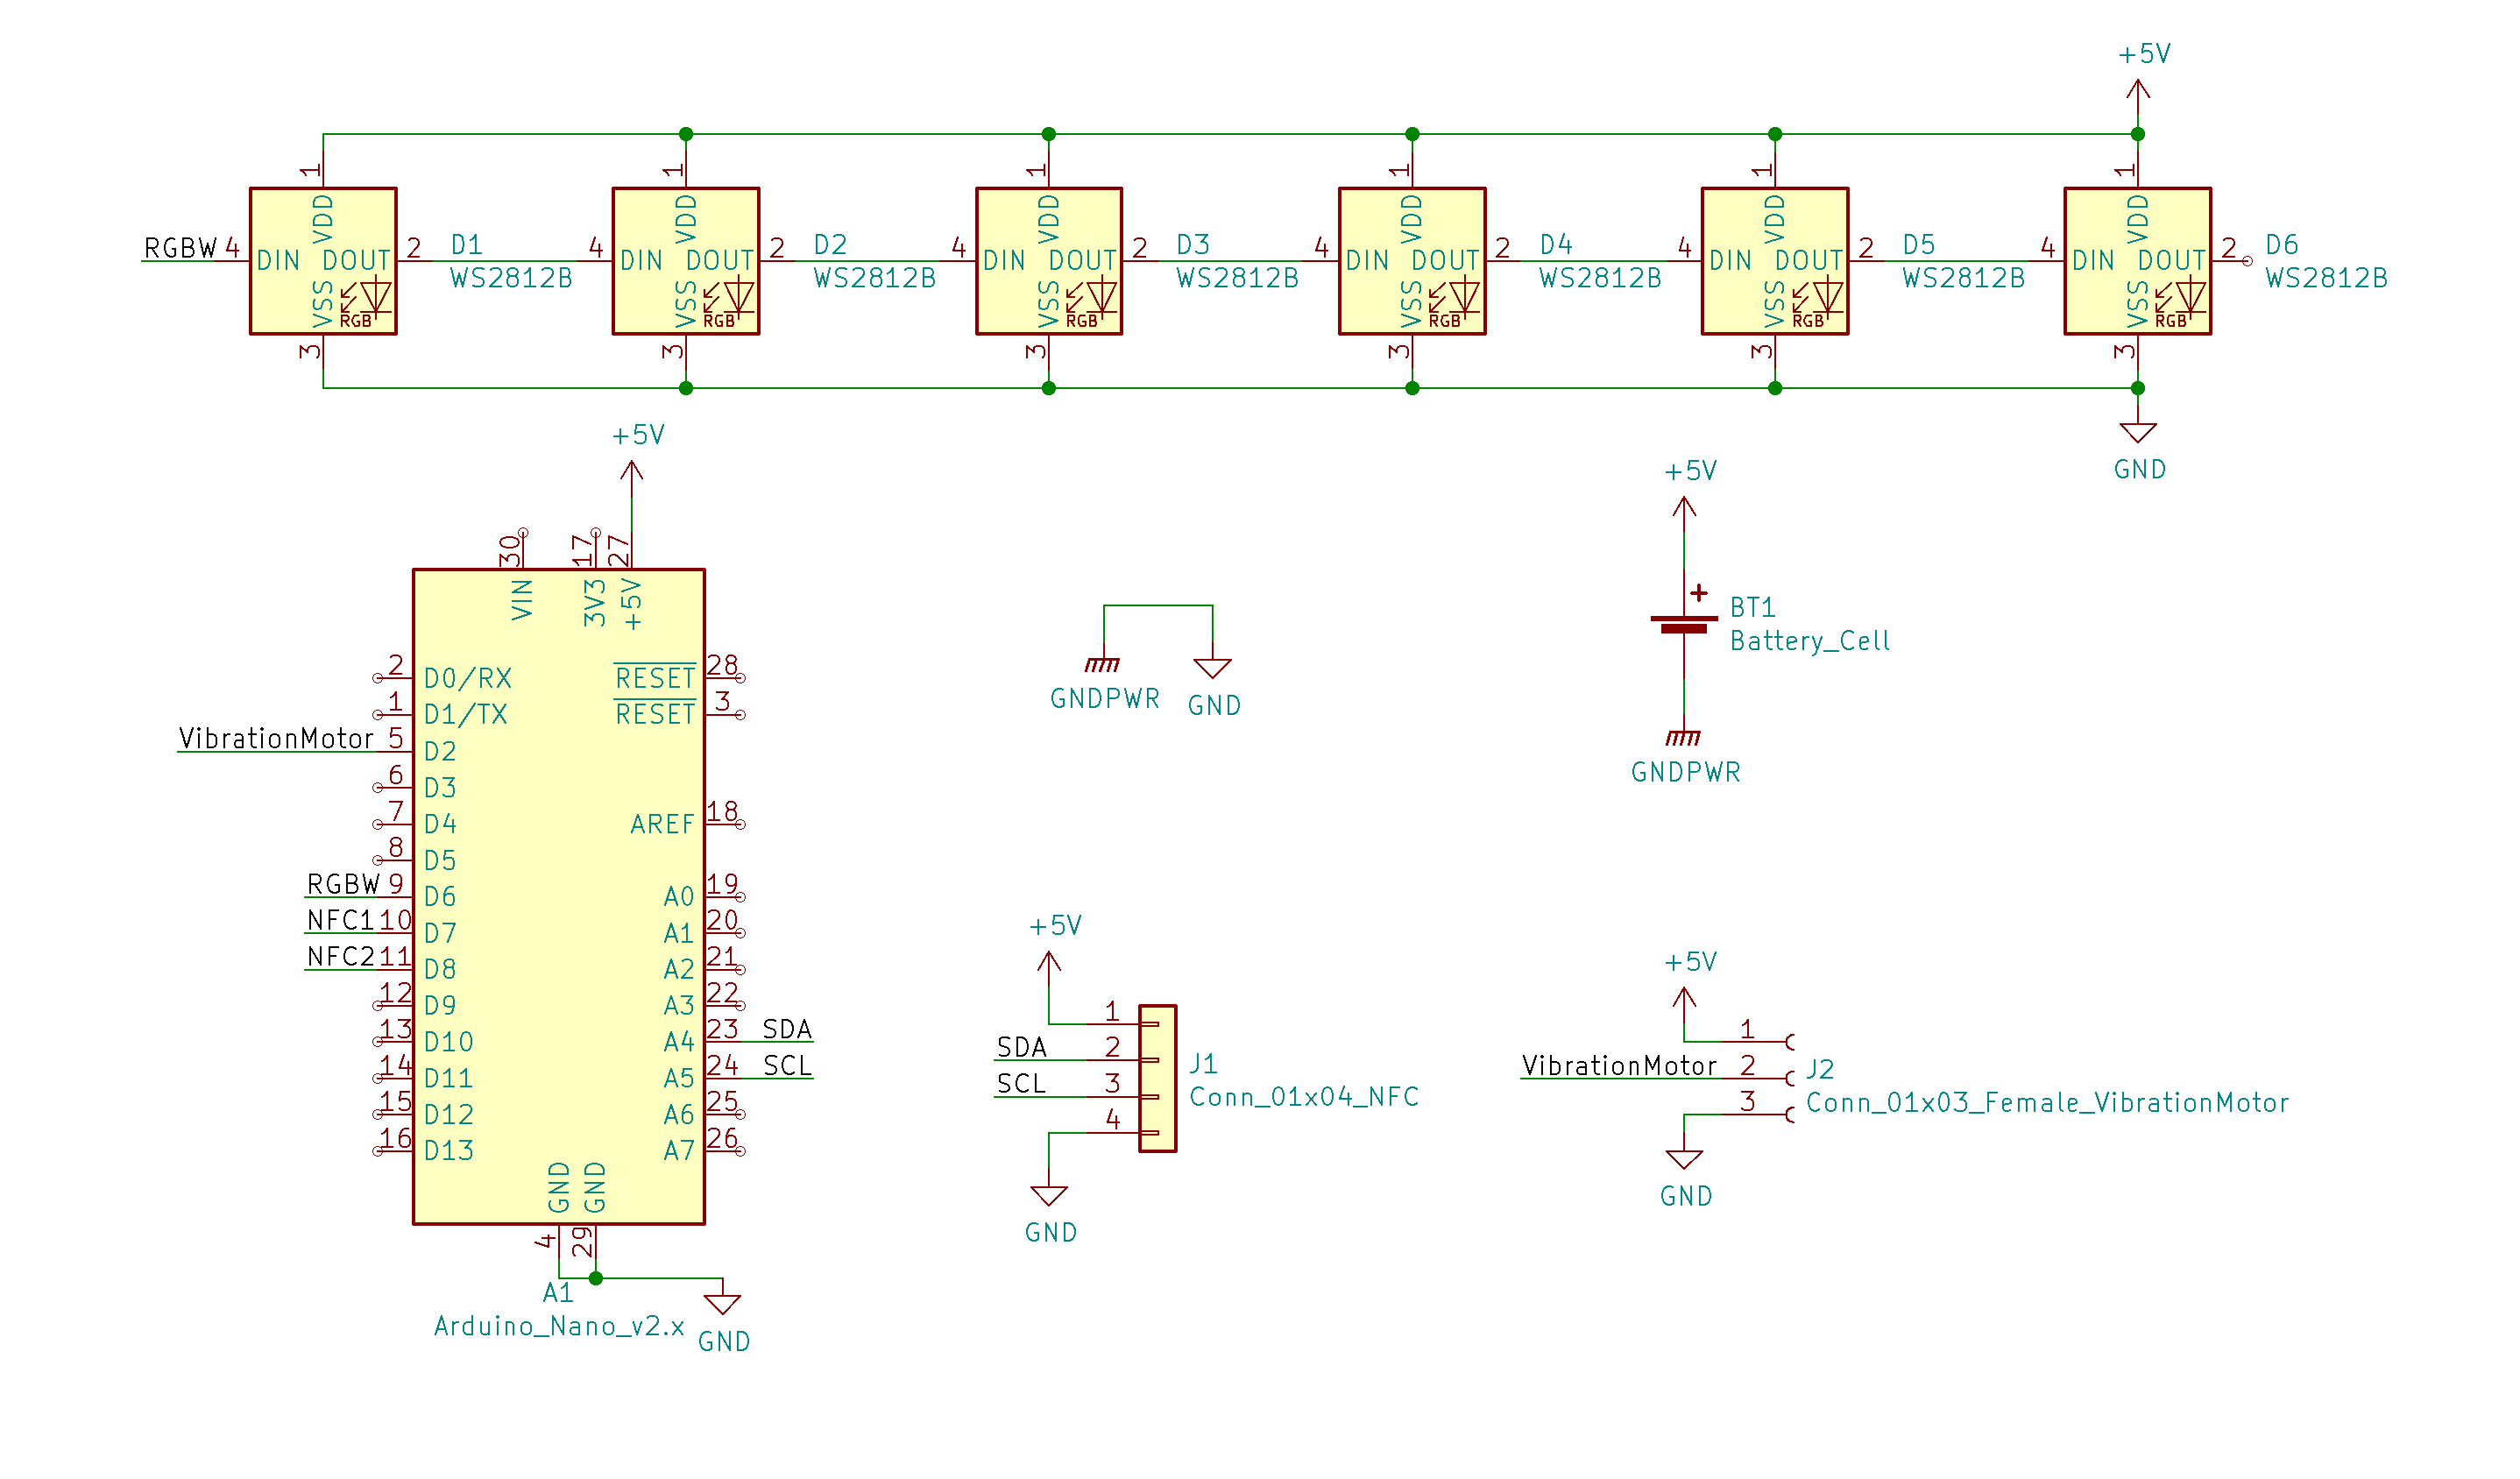 +5V
1 1 1 1 1 1
VDD VDD VDD VDD VDD VDD
RGBW 4 DIN DOUT 2 D1 4 DIN DOUT 2 D2 4 DIN DOUT 2 D3 4 DIN DOUT 2 D4 4 DIN DOUT 2 D5 4 DIN DOUT 2 D6
WS2812B WS2812B WS2812B WS2812B WS2812B WS2812B
VSS RGB VSS RGB VSS RGB VSS RGB VSS RGB VSS RGB
3 3 3 3 3 3
GND
+5V
30 17 27
VIN 3V3 +5V
2 D0/RX RESET 28
1 D1/TX RESET 3
VibrationMotor 5 D2
6 D3
7 D4 AREF 18
8 D5
RGBW 9 D6 A0 19
NFC1 10 D7 A1 20
NFC2 11 D8 A2 21
12 D9 A3 22
13 D10 A4 23 SDA
14 D11 A5 24 SCL
15 D12 A6 25
16 D13 A7 26
GND GND
4 29
A1
Arduino_Nano_v2.x
GND
GNDPWR GND
+5V
+
BT1
Battery_Cell
GNDPWR
+5V
1
SDA 2
SCL 3
4
J1
Conn_01x04_NFC
GND
+5V
1
VibrationMotor 2
3
J2
Conn_01x03_Female_VibrationMotor
GND